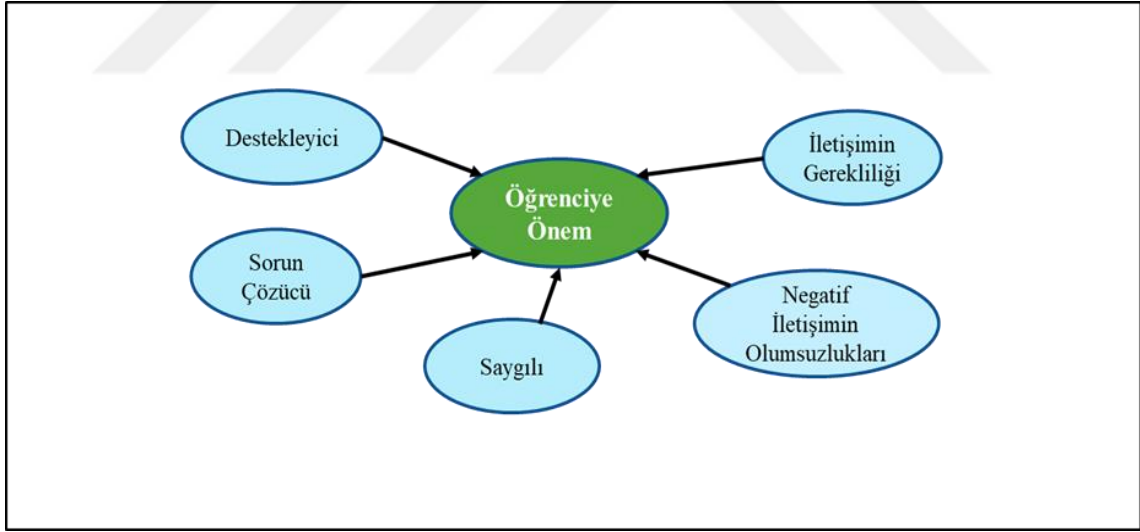 Destekleyici
İletişimin
Gerekliliği
Öğrenciye
Önem
Sorun
Çözücü
Negatif
İletişimin
Olumsuzlukları
Saygılı